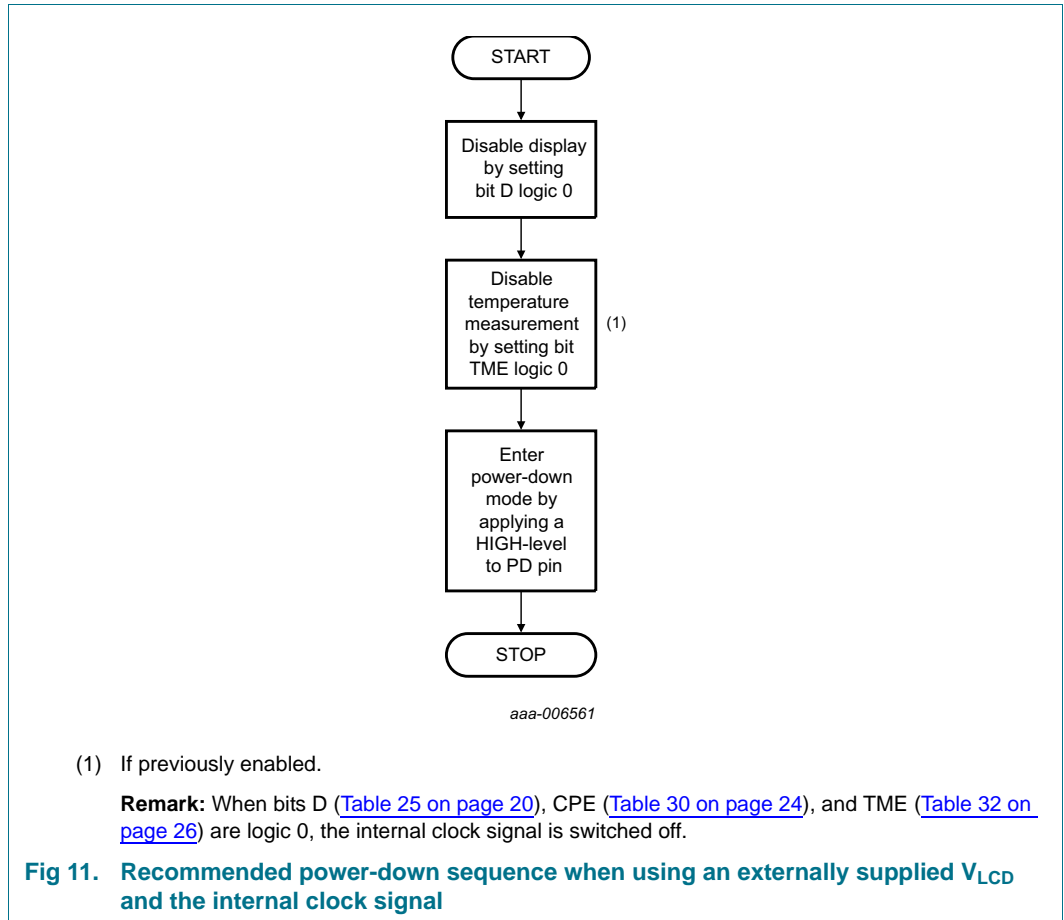 START
Disable display
by setting
bit D logic 0
Disable
temperature
measurement
by setting bit
TME logic 0
(1)
Enter
power-down
mode by
applying a
HIGH-level
to PD pin
STOP
aaa-006561
(1) If previously enabled.
Remark: When bits D (Table 25 on page 20), CPE (Table 30 on page 24), and TME (Table 32 on
page 26) are logic 0, the internal clock signal is switched off.
Fig 11. Recommended power-down sequence when using an externally supplied VLCD
and the internal clock signal